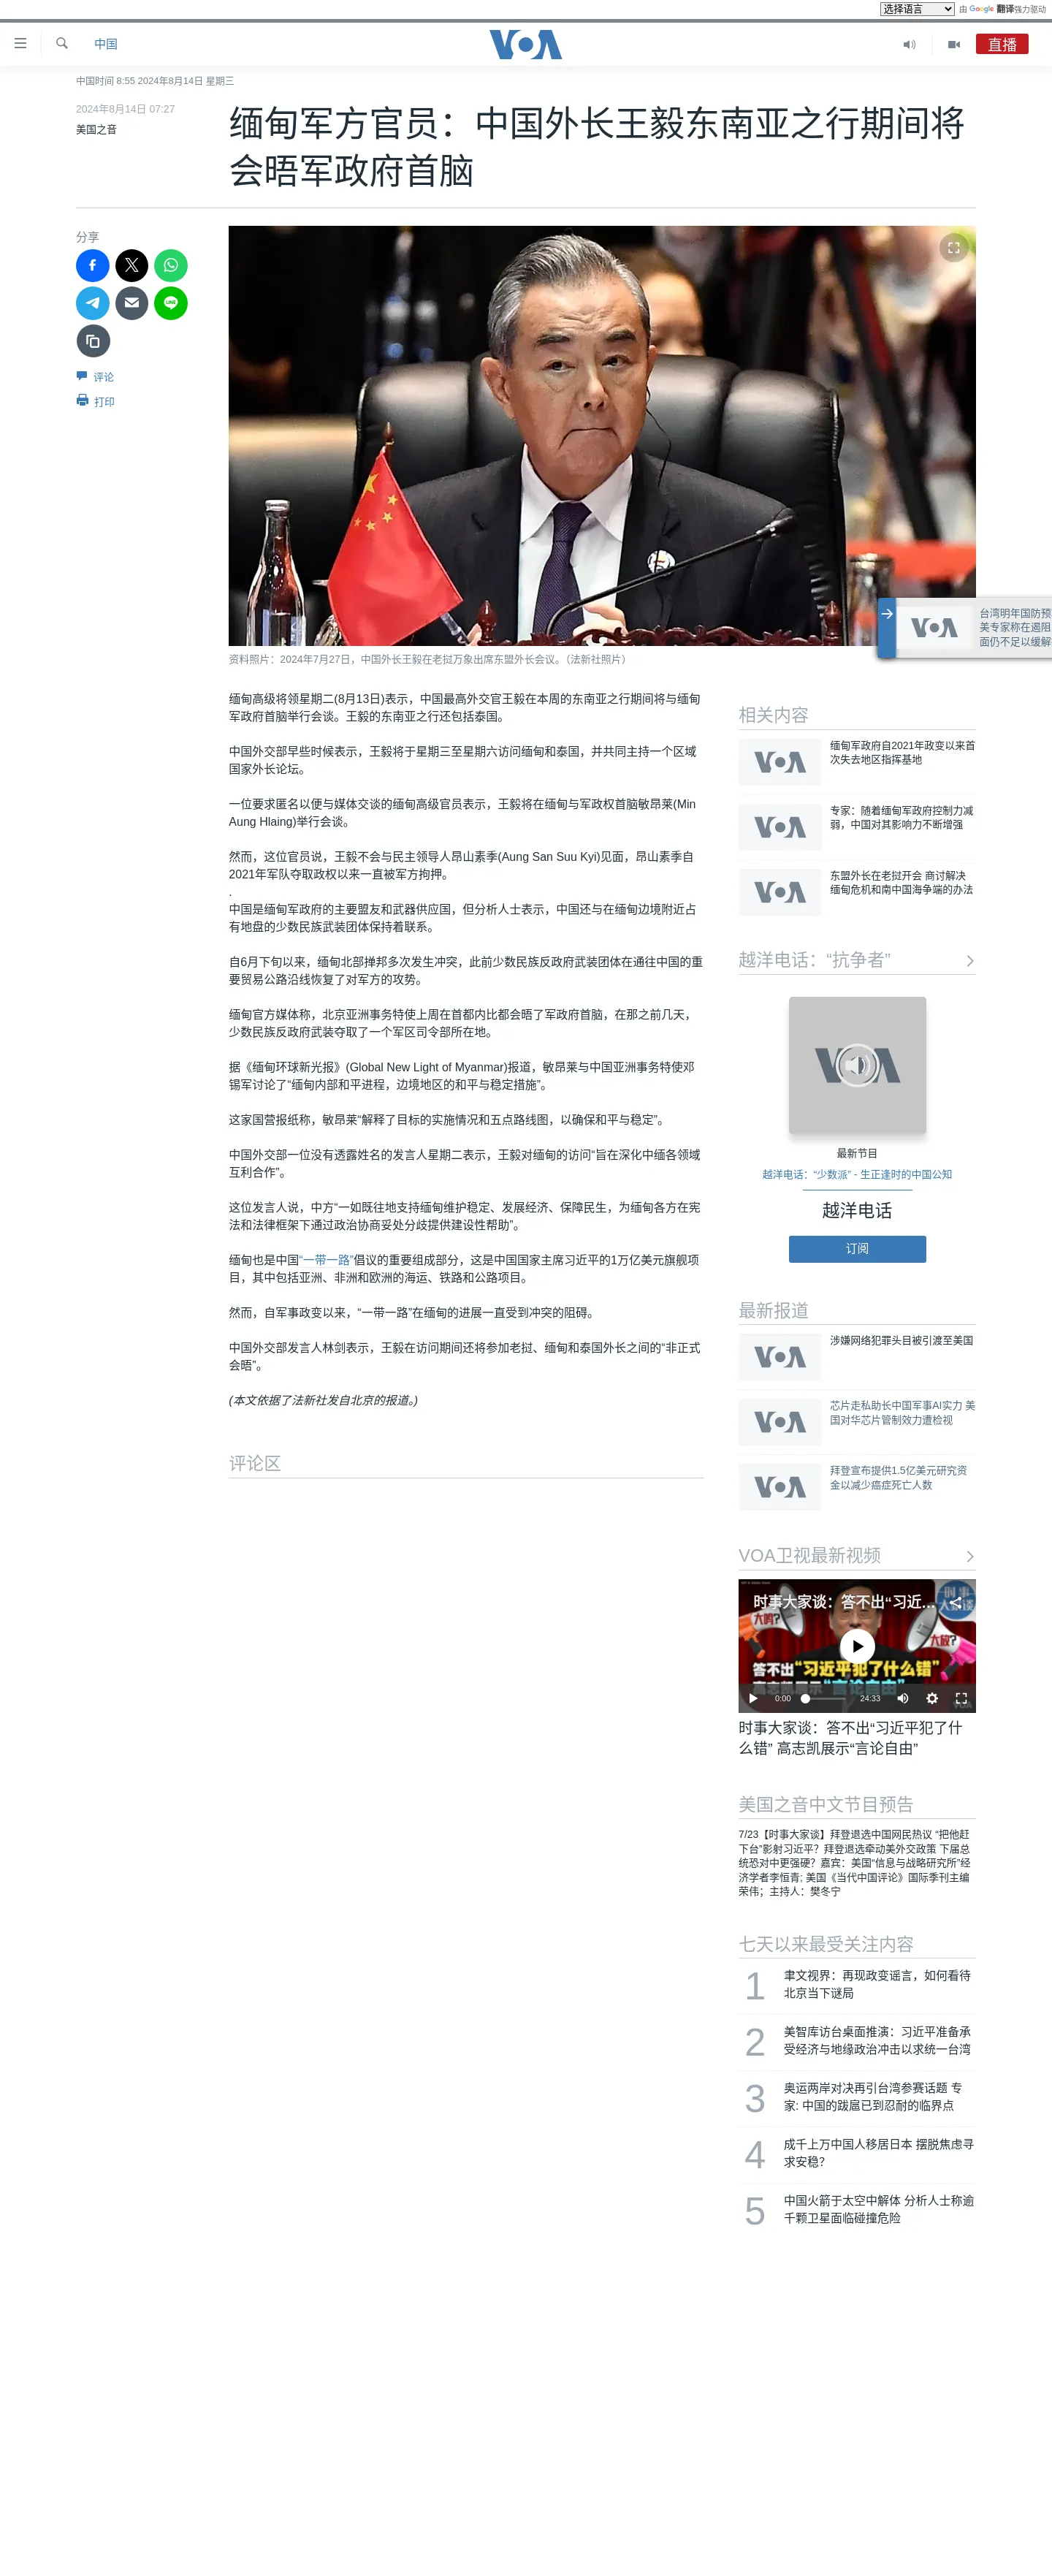 选择语言
由 Google 翻译强力驱动
中国
VOA
直播
中国时间 8:55 2024年8月14日 星期三
2024年8月14日 07:27
美国之音
缅甸军方官员：中国外长王毅东南亚之行期间将
会晤军政府首脑
分享
LINE
评论
打印
资料照片：2024年7月27日，中国外长王毅在老挝万象出席东盟外长会议。（法新社照片）
台湾明年国防预
美专家称在遏阻
面仍不足以缓解
VOA
缅甸高级将领星期二(8月13日)表示，中国最高外交官王毅在本周的东南亚之行期间将与缅甸
军政府首脑举行会谈。王毅的东南亚之行还包括泰国。
中国外交部早些时候表示，王毅将于星期三至星期六访问缅甸和泰国，并共同主持一个区域
国家外长论坛。
一位要求匿名以便与媒体交谈的缅甸高级官员表示，王毅将在缅甸与军政权首脑敏昂莱(Min
Aung Hlaing)举行会谈。
然而，这位官员说，王毅不会与民主领导人昂山素季(Aung San Suu Kyi)见面，昂山素季自
2021年军队夺取政权以来一直被军方拘押。
.
中国是缅甸军政府的主要盟友和武器供应国，但分析人士表示，中国还与在缅甸边境附近占
有地盘的少数民族武装团体保持着联系。
自6月下旬以来，缅甸北部掸邦多次发生冲突，此前少数民族反政府武装团体在通往中国的重
要贸易公路沿线恢复了对军方的攻势。
缅甸官方媒体称，北京亚洲事务特使上周在首都内比都会晤了军政府首脑，在那之前几天，
少数民族反政府武装夺取了一个军区司令部所在地。
据《缅甸环球新光报》(Global New Light of Myanmar)报道，敏昂莱与中国亚洲事务特使邓
锡军讨论了“缅甸内部和平进程，边境地区的和平与稳定措施”。
这家国营报纸称，敏昂莱“解释了目标的实施情况和五点路线图，以确保和平与稳定”。
中国外交部一位没有透露姓名的发言人星期二表示，王毅对缅甸的访问“旨在深化中缅各领域
互利合作”。
这位发言人说，中方“一如既往地支持缅甸维护稳定、发展经济、保障民生，为缅甸各方在宪
法和法律框架下通过政治协商妥处分歧提供建设性帮助”。
缅甸也是中国“一带一路”倡议的重要组成部分，这是中国国家主席习近平的1万亿美元旗舰项
目，其中包括亚洲、非洲和欧洲的海运、铁路和公路项目。
然而，自军事政变以来，“一带一路”在缅甸的进展一直受到冲突的阻碍。
中国外交部发言人林剑表示，王毅在访问期间还将参加老挝、缅甸和泰国外长之间的“非正式
会晤”。
(本文依据了法新社发自北京的报道。)
评论区
相关内容
VOA
缅甸军政府自2021年政变以来首
次失去地区指挥基地
VOA
专家：随着缅甸军政府控制力减
弱，中国对其影响力不断增强
VOA
东盟外长在老挝开会 商讨解决
缅甸危机和南中国海争端的办法
越洋电话：“抗争者”
VOA
最新节目
越洋电话：“少数派” - 生正逢时的中国公知
越洋电话
订阅
最新报道
VOA
涉嫌网络犯罪头目被引渡至美国
VOA
芯片走私助长中国军事AI实力 美
国对华芯片管制效力遭检视
VOA
拜登宣布提供1.5亿美元研究资
金以减少癌症死亡人数
VOA卫视最新视频
时事大家谈：答不出“习近...
时事
大家谈
大鸣?
大放?
答不出“习近平犯了什么错”
高志凯展示“言论自由”
0:00
24:33
VOA
时事大家谈：答不出“习近平犯了什
么错” 高志凯展示“言论自由”
美国之音中文节目预告
7/23【时事大家谈】拜登退选中国网民热议 “把他赶
下台”影射习近平？拜登退选牵动美外交政策 下届总
统恐对中更强硬？嘉宾：美国“信息与战略研究所”经
济学者李恒青; 美国《当代中国评论》国际季刊主编
荣伟；主持人：樊冬宁
七天以来最受关注内容
1
聿文视界：再现政变谣言，如何看待
北京当下谜局
2
美智库访台桌面推演：习近平准备承
受经济与地缘政治冲击以求统一台湾
3
奥运两岸对决再引台湾参赛话题 专
家: 中国的跋扈已到忍耐的临界点
4
成千上万中国人移居日本 摆脱焦虑寻
求安稳？
5
中国火箭于太空中解体 分析人士称逾
千颗卫星面临碰撞危险